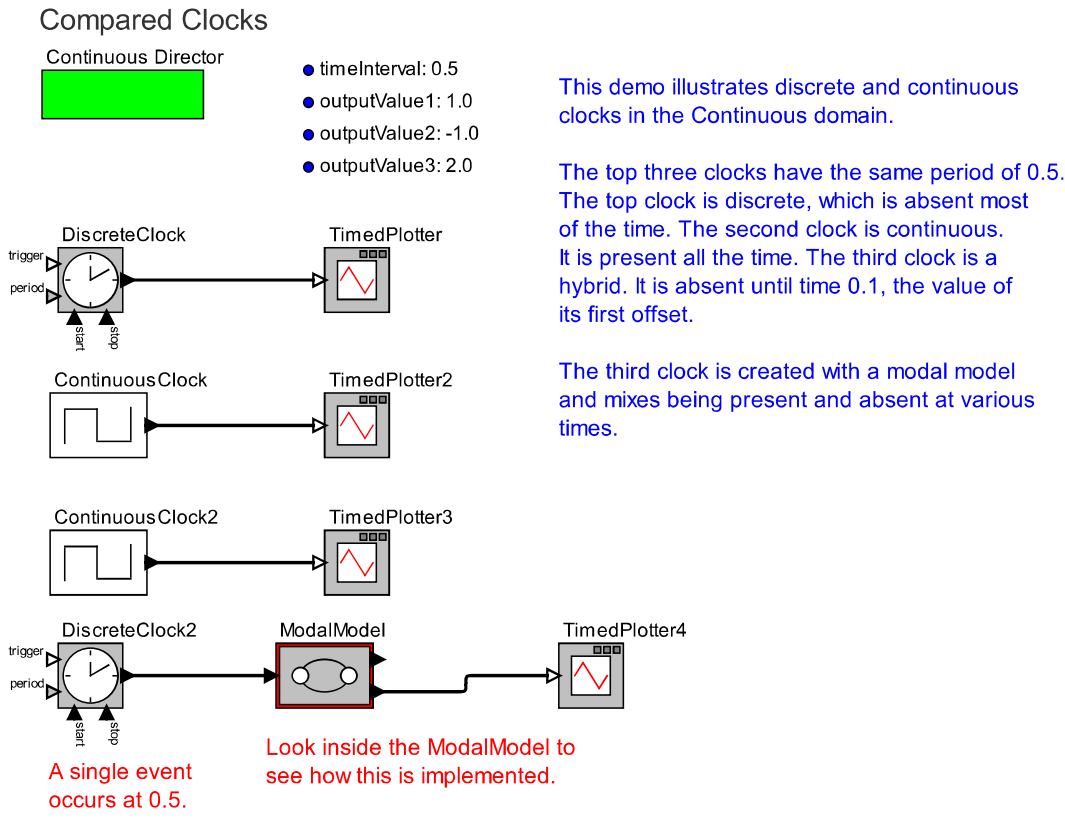 Compared Clocks
Continuous Director
timeInterval: 0.5
outputValue1: 1.0
outputValue2: -1.0
outputValue3: 2.0
This demo illustrates discrete and continuous
clocks in the Continuous domain.
The top three clocks have the same period of 0.5.
The top clock is discrete, which is absent most
of the time. The second clock is continuous.
It is present all the time. The third clock is a
hybrid. It is absent until time 0.1, the value of
its first offset.
The third clock is created with a modal model
and mixes being present and absent at various
times.
DiscreteClock
TimedPlotter
trigger
period
start
stop
ContinuousClock
TimedPlotter2
ContinuousClock2
TimedPlotter3
DiscreteClock2
ModalModel
TimedPlotter4
trigger
period
start
stop
A single event
occurs at 0.5.
Look inside the ModalModel to
see how this is implemented.